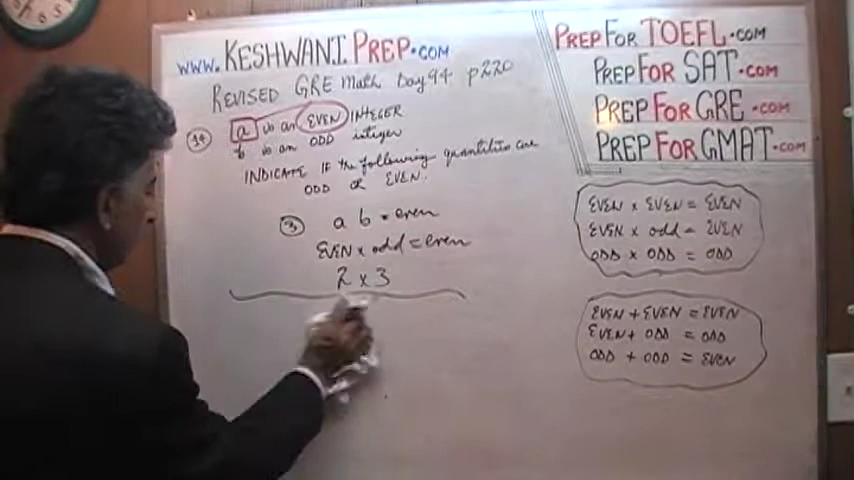 www. KESHWANI PREP.COM
REVISED GRE Math Day 94 p220
14 a is an EVEN INTEGER
b is an ODD integer
INDICATE IF the following quantities are
ODD or EVEN.
3 a b = even
EVEN x odd = even
2 x 3
PREP FOR TOEFL.COM
PREP FOR SAT.COM
PREP FOR GRE.COM
PREP FOR GMAT.COM
EVEN x EVEN = EVEN
EVEN x odd = EVEN
ODD x ODD = ODD
EVEN + EVEN = EVEN
EVEN + ODD = ODD
ODD + ODD = EVEN